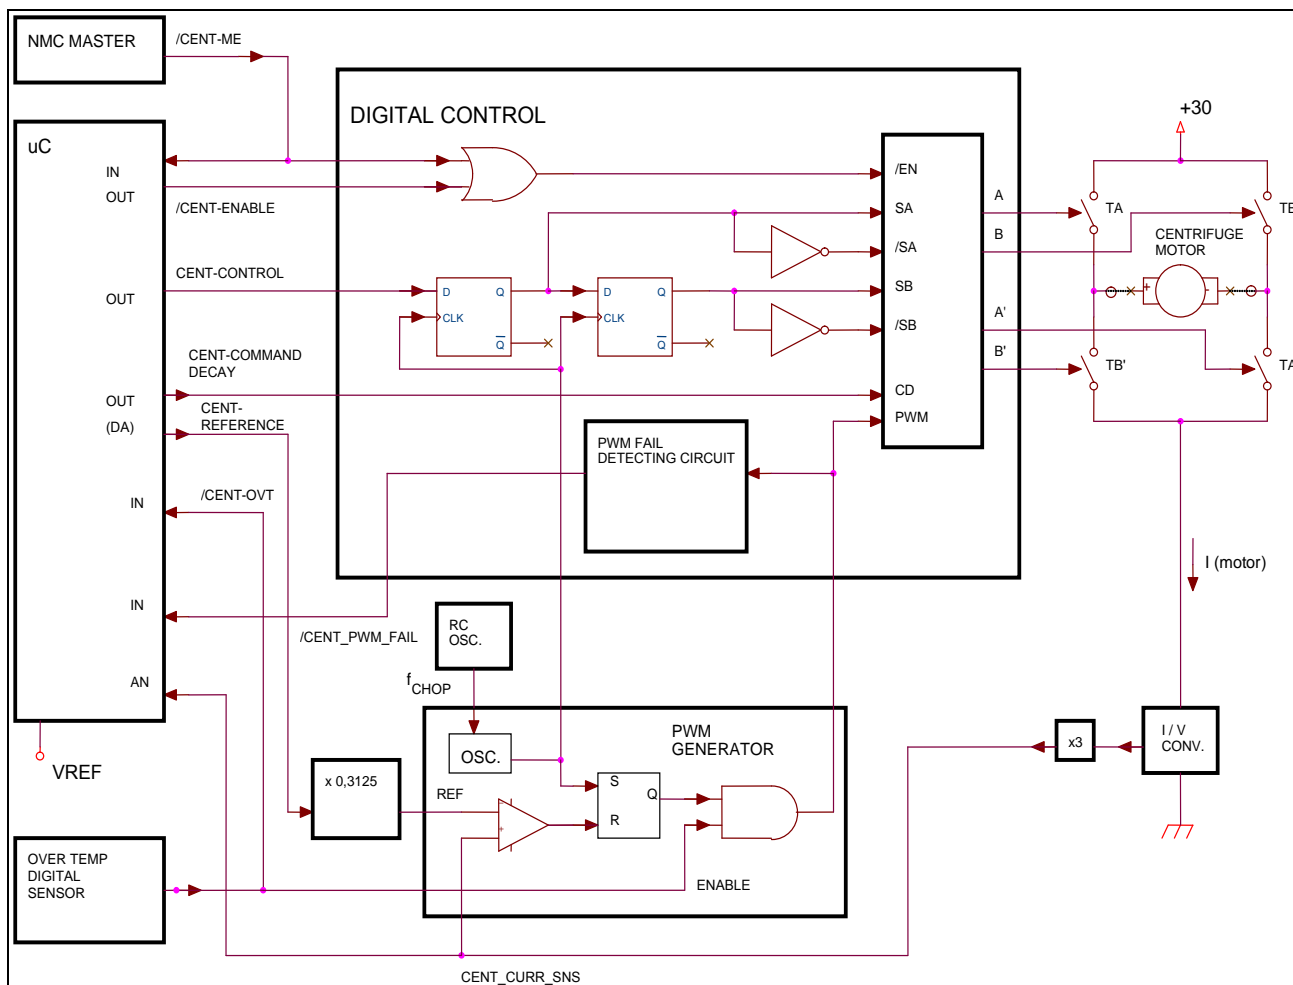 NMC MASTER
/CENT-ME
uC
IN
OUT
/CENT-ENABLE
CENT-CONTROL
OUT
CENT-COMMAND
DECAY
OUT
(DA)
CENT-
REFERENCE
IN
/CENT-OVT
IN
/CENT_PWM_FAIL
AN
VREF
DIGITAL CONTROL
D
Q
CLK
Q
D
Q
CLK
Q
/EN
SA
/SA
SB
/SB
CD
PWM
PWM FAIL
DETECTING CIRCUIT
A
B
A'
B'
+30
TA
CENTRIFUGE
MOTOR
+
-
TB'
I (motor)
RC
OSC.
fCHOP
PWM
GENERATOR
OSC.
x 0,3125
REF
-
+
S
R
Q
ENABLE
OVER TEMP
DIGITAL
SENSOR
x3
I / V
CONV.
CENT_CURR_SNS